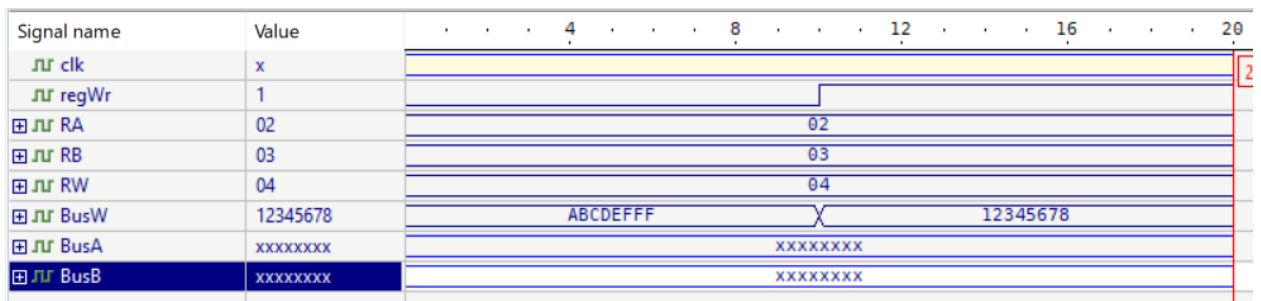 Signal name Value 4 8 12 16 20
clk x 2
regWr 1
RA 02 02
RB 03 03
RW 04 04
BusW 12345678 ABCDEFFF 12345678
BusA xxxxxxxx xxxxxxxx
BusB xxxxxxxx xxxxxxxx